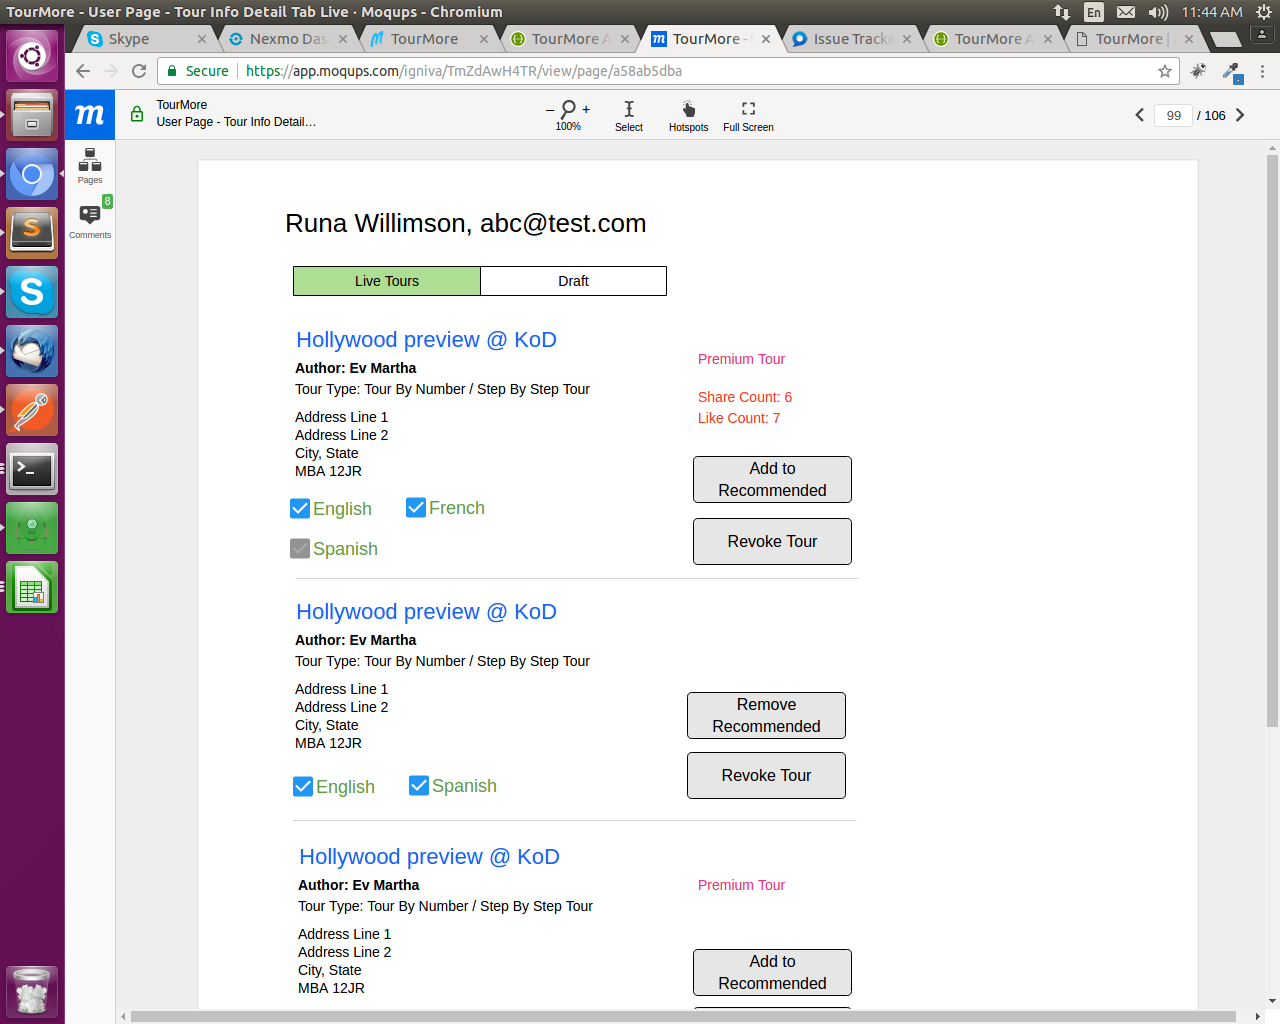 TourMore - User Page - Tour Info Detail Tab Live · Moqups - Chromium
En
11:44 AM
Skype
Nexmo Das
TourMore
TourMore A
TourMore -
Issue Tracke
TourMore A
TourMore |
Secure
https://app.moqups.com/igniva/TmZdAwH4TR/view/page/a58ab5dba
m
TourMore
User Page - Tour Info Detail…
− +
100%
Select
Hotspots
Full Screen
99 / 106
Pages
8
Comments
Runa Willimson, abc@test.com
Live Tours
Draft
Hollywood preview @ KoD
Author: Ev Martha
Tour Type: Tour By Number / Step By Step Tour
Address Line 1
Address Line 2
City, State
MBA 12JR
English
French
Spanish
Premium Tour
Share Count: 6
Like Count: 7
Add to
Recommended
Revoke Tour
Hollywood preview @ KoD
Author: Ev Martha
Tour Type: Tour By Number / Step By Step Tour
Address Line 1
Address Line 2
City, State
MBA 12JR
English
Spanish
Remove
Recommended
Revoke Tour
Hollywood preview @ KoD
Author: Ev Martha
Tour Type: Tour By Number / Step By Step Tour
Address Line 1
Address Line 2
City, State
MBA 12JR
Premium Tour
Add to
Recommended